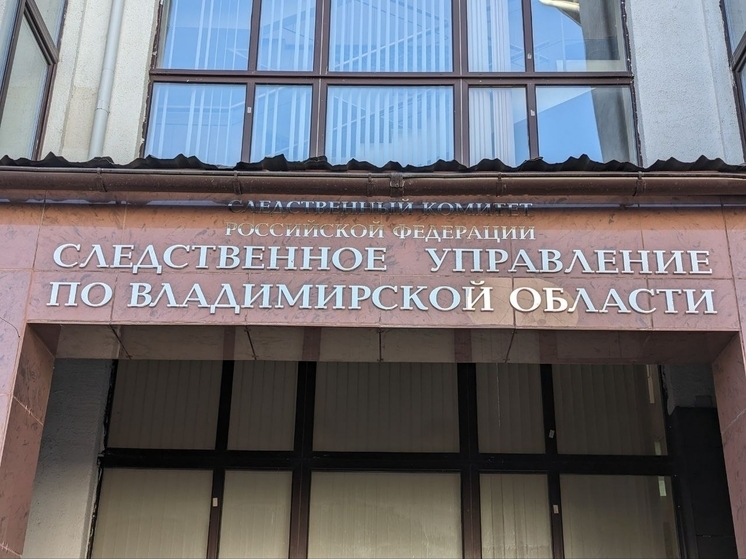 СЛЕДСТВЕННЫЙ КОМИТЕТ
РОССИЙСКОЙ ФЕДЕРАЦИИ
СЛЕДСТВЕННОЕ УПРАВЛЕНИЕ
ПО ВЛАДИМИРСКОЙ ОБЛАСТИ